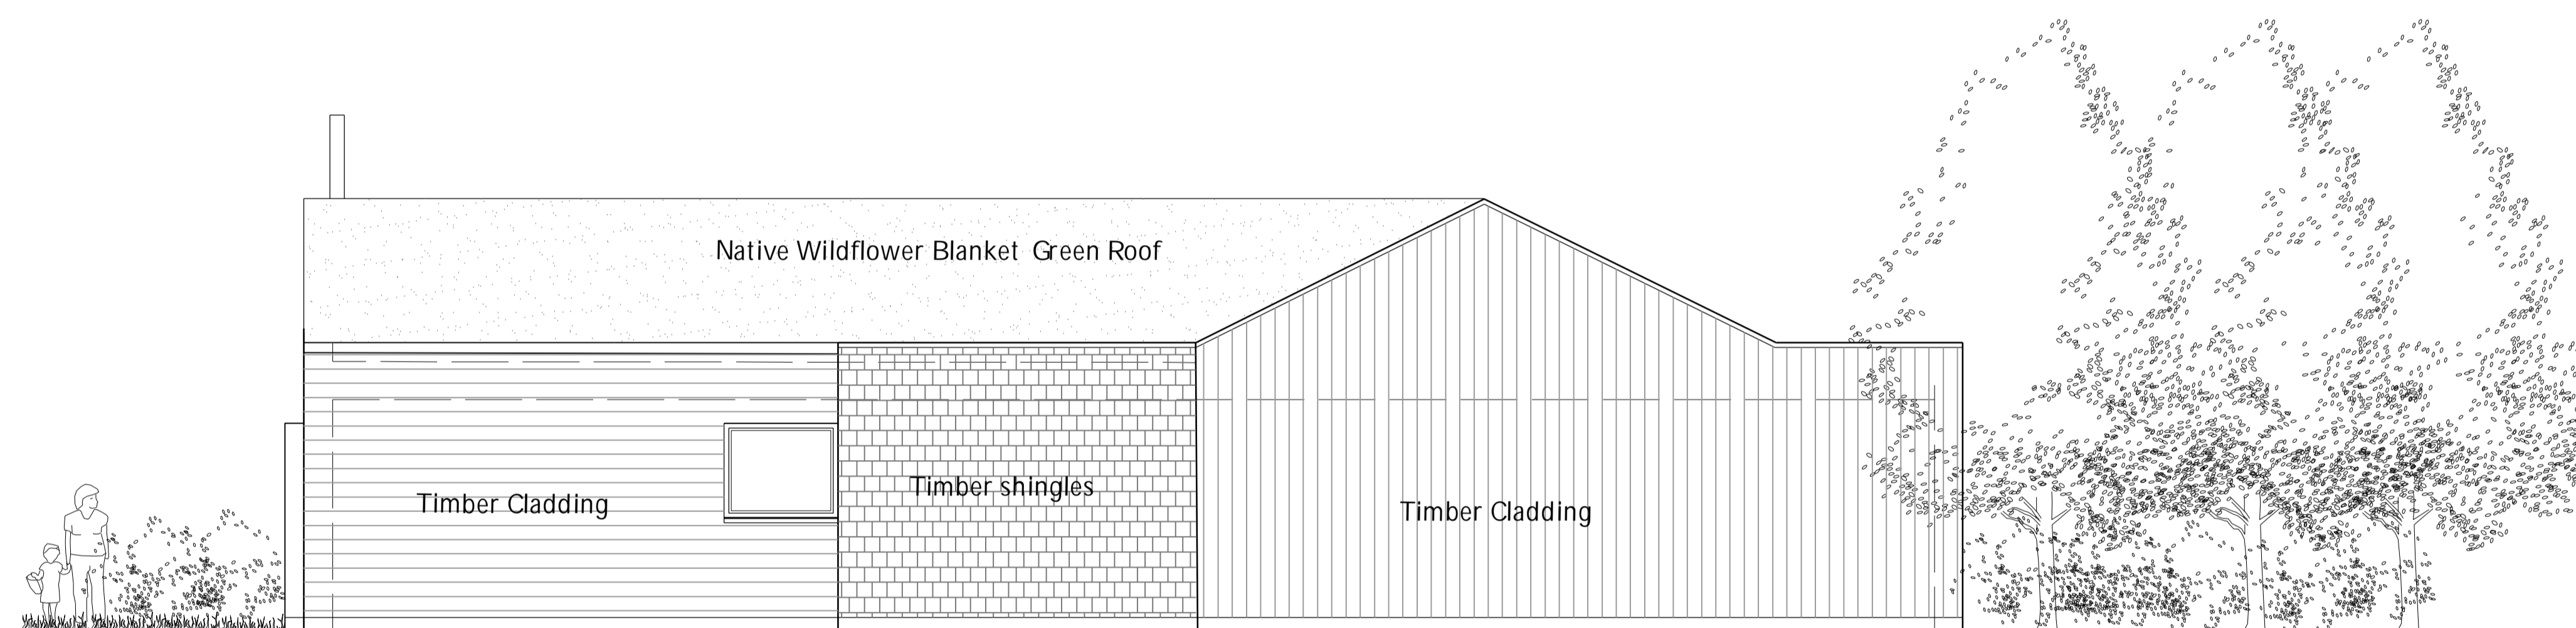 Native Wildflower Blanket Green Roof
Timber Cladding
Timber shingles
Timber Cladding